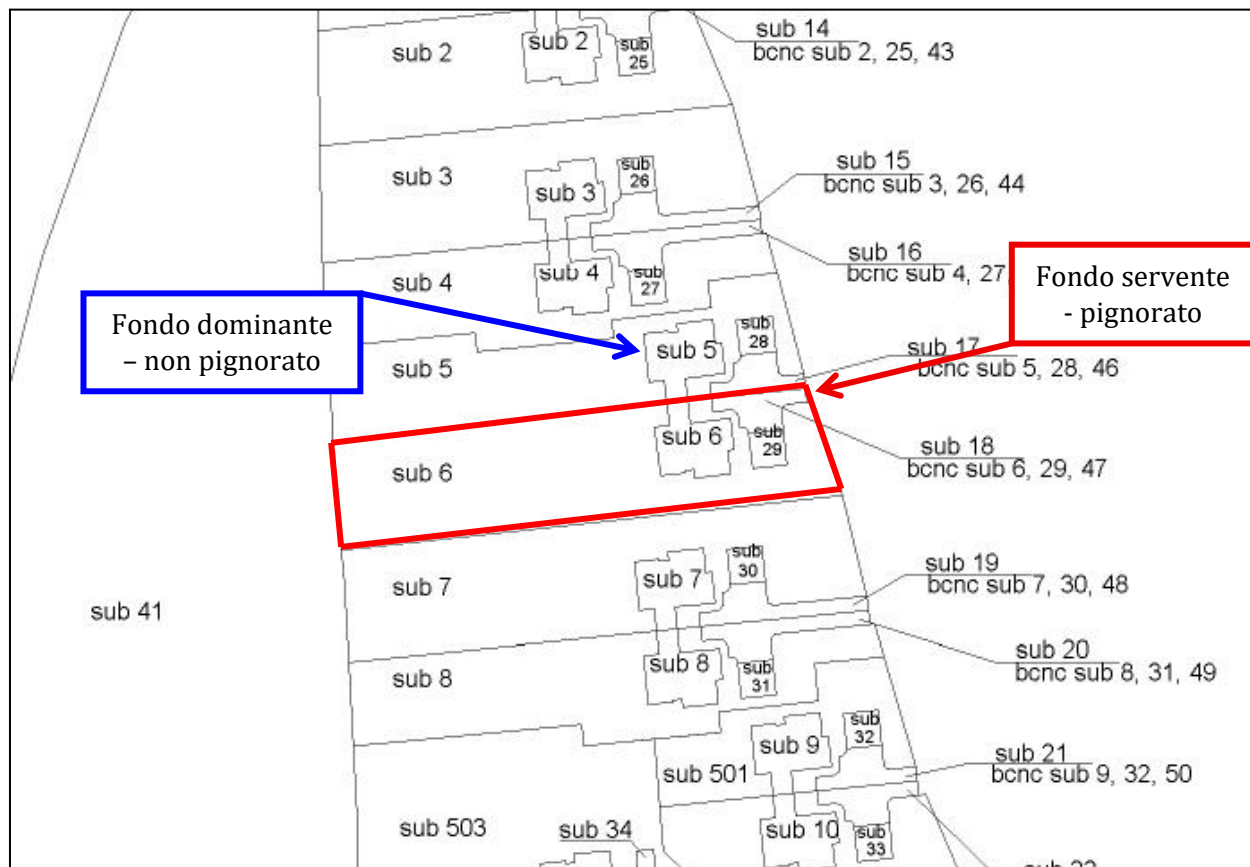 sub 14
bcnc sub 2, 25, 43
sub 2
sub 2
sub
25
sub 15
bcnc sub 3, 26, 44
sub 3
sub 3
sub
26
sub 16
bcnc sub 4, 27,
sub 4
sub 4
sub
27
Fondo servente
- pignorato
Fondo dominante
– non pignorato
sub 5
sub 5
sub
28
sub 17
bcnc sub 5, 28, 46
sub 6
sub 6
sub
29
sub 18
bcnc sub 6, 29, 47
sub 41
sub 7
sub 7
sub
30
sub 19
bcnc sub 7, 30, 48
sub 8
sub 8
sub
31
sub 20
bcnc sub 8, 31, 49
sub 501
sub 9
sub
32
sub 21
bcnc sub 9, 32, 50
sub 503
sub 34
sub 10
sub
33